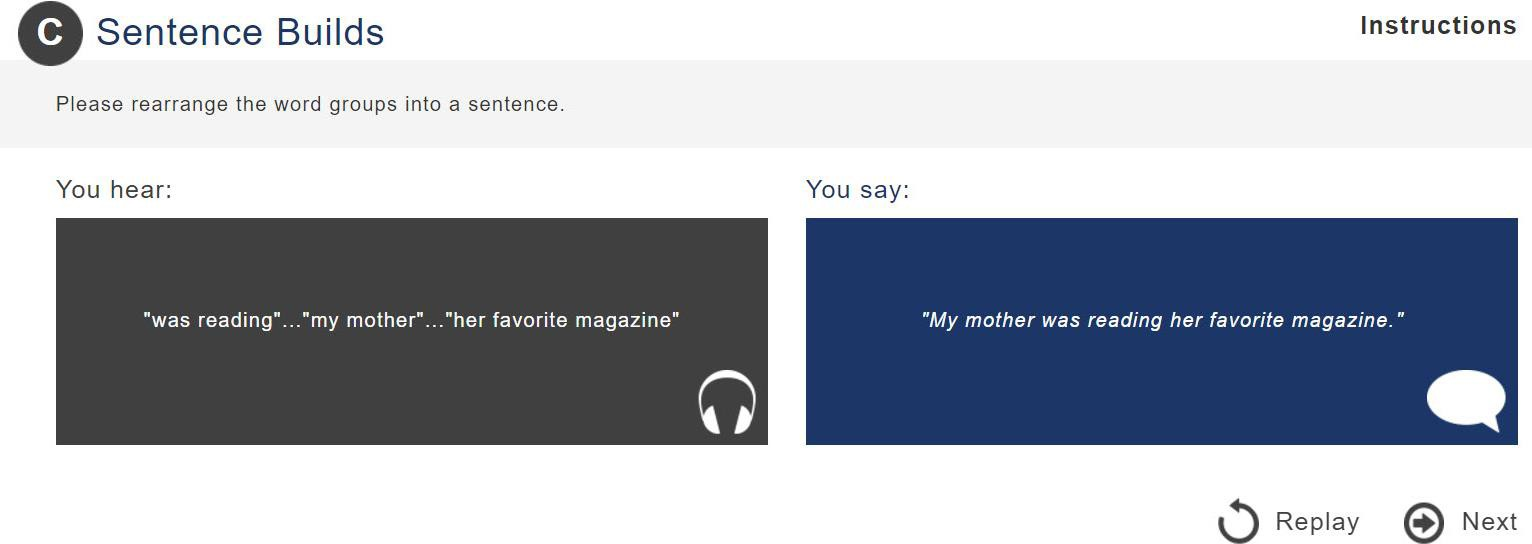 C Sentence Builds
Instructions
Please rearrange the word groups into a sentence.
You hear:
"was reading"..."my mother"..."her favorite magazine"
You say:
"My mother was reading her favorite magazine."
Replay
Next